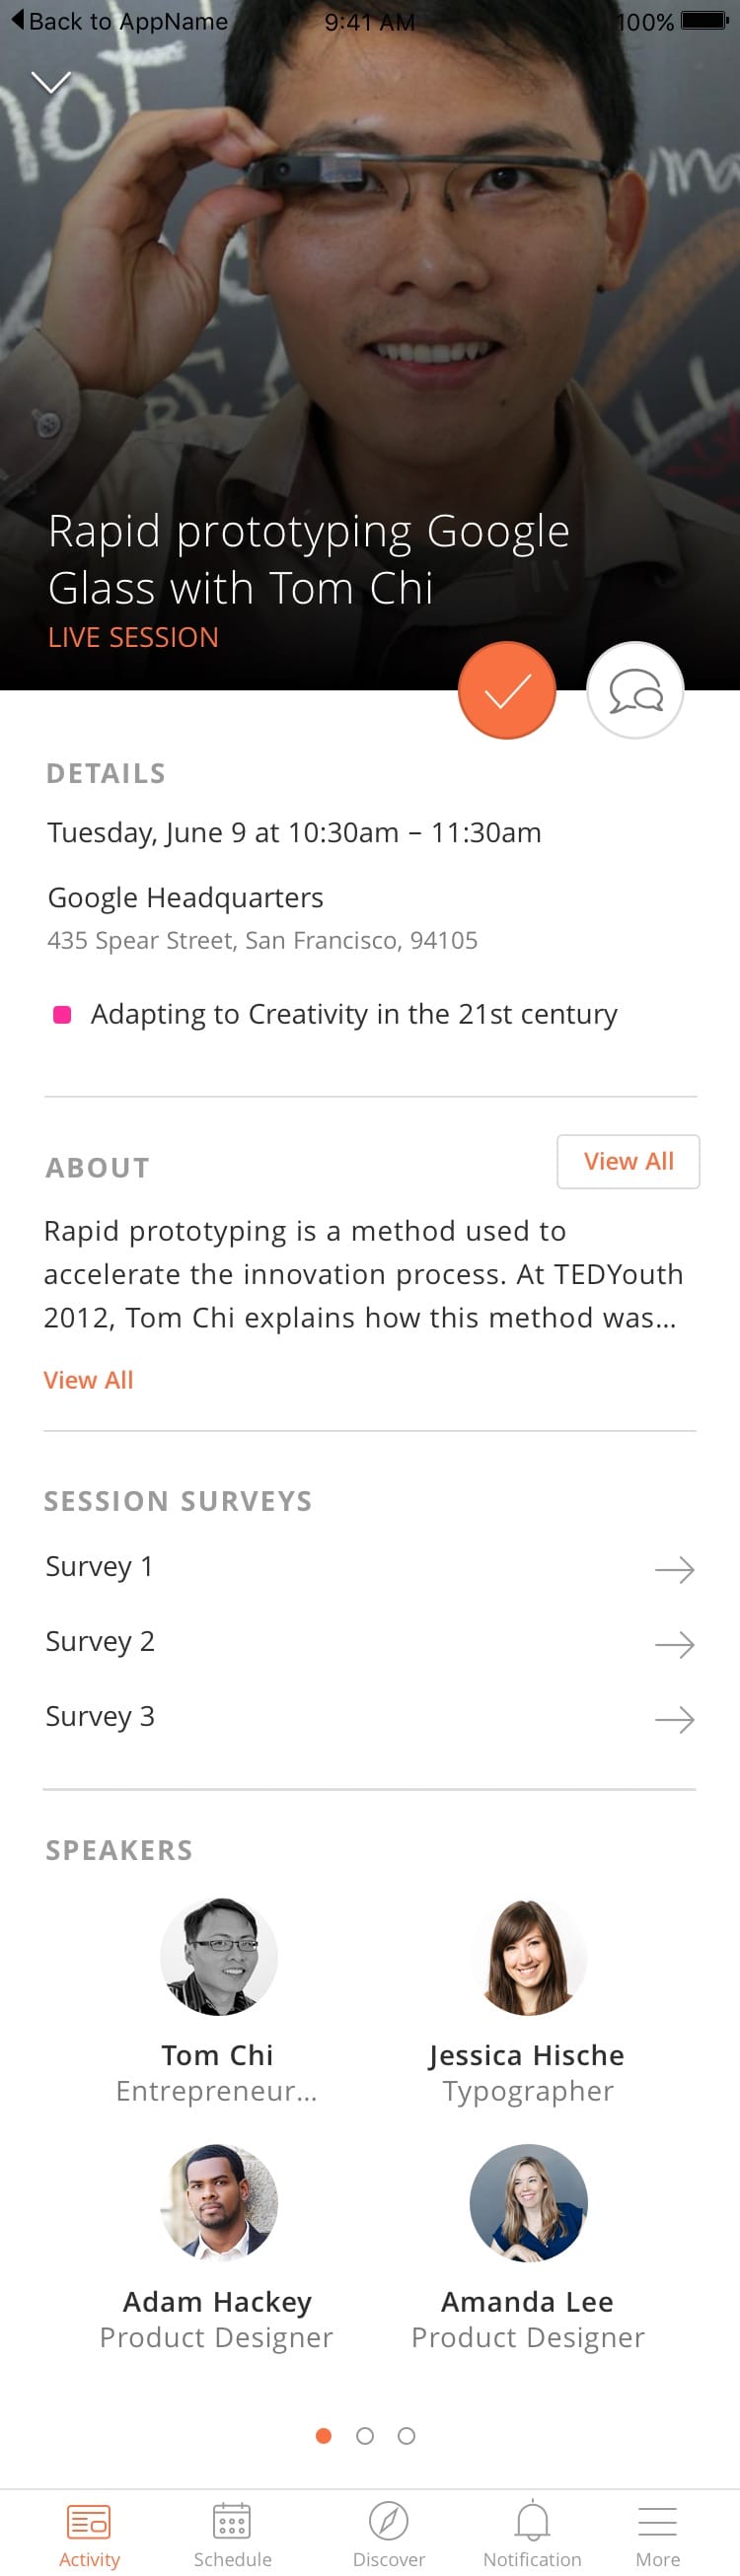 Back to AppName 9:41 AM 100%
not
Rapid prototyping Google
Glass with Tom Chi
LIVE SESSION
DETAILS
Tuesday, June 9 at 10:30am – 11:30am
Google Headquarters
435 Spear Street, San Francisco, 94105
Adapting to Creativity in the 21st century
ABOUT
View All
Rapid prototyping is a method used to
accelerate the innovation process. At TEDYouth
2012, Tom Chi explains how this method was...
View All
SESSION SURVEYS
Survey 1
Survey 2
Survey 3
SPEAKERS
Tom Chi
Entrepreneur...
Jessica Hische
Typographer
Adam Hackey
Product Designer
Amanda Lee
Product Designer
Activity Schedule Discover Notification More